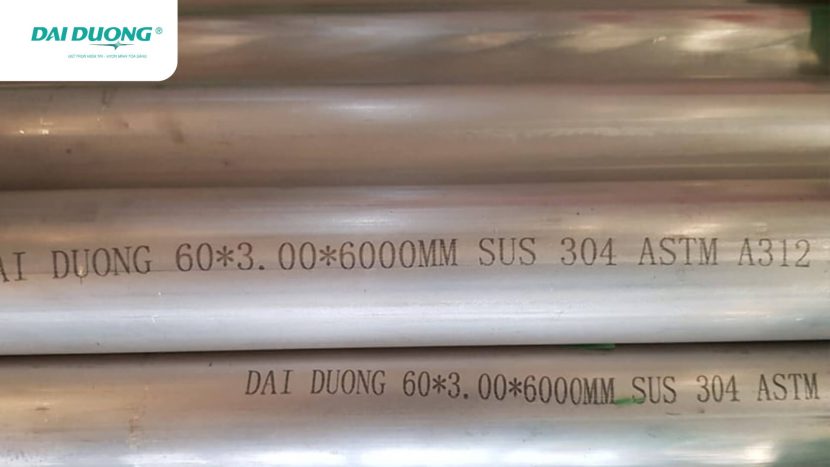 DAI DUONG®
AI DUONG 60*3.00*6000MM SUS 304 ASTM A312
DAI DUONG 60*3.00*6000MM SUS 304 ASTM